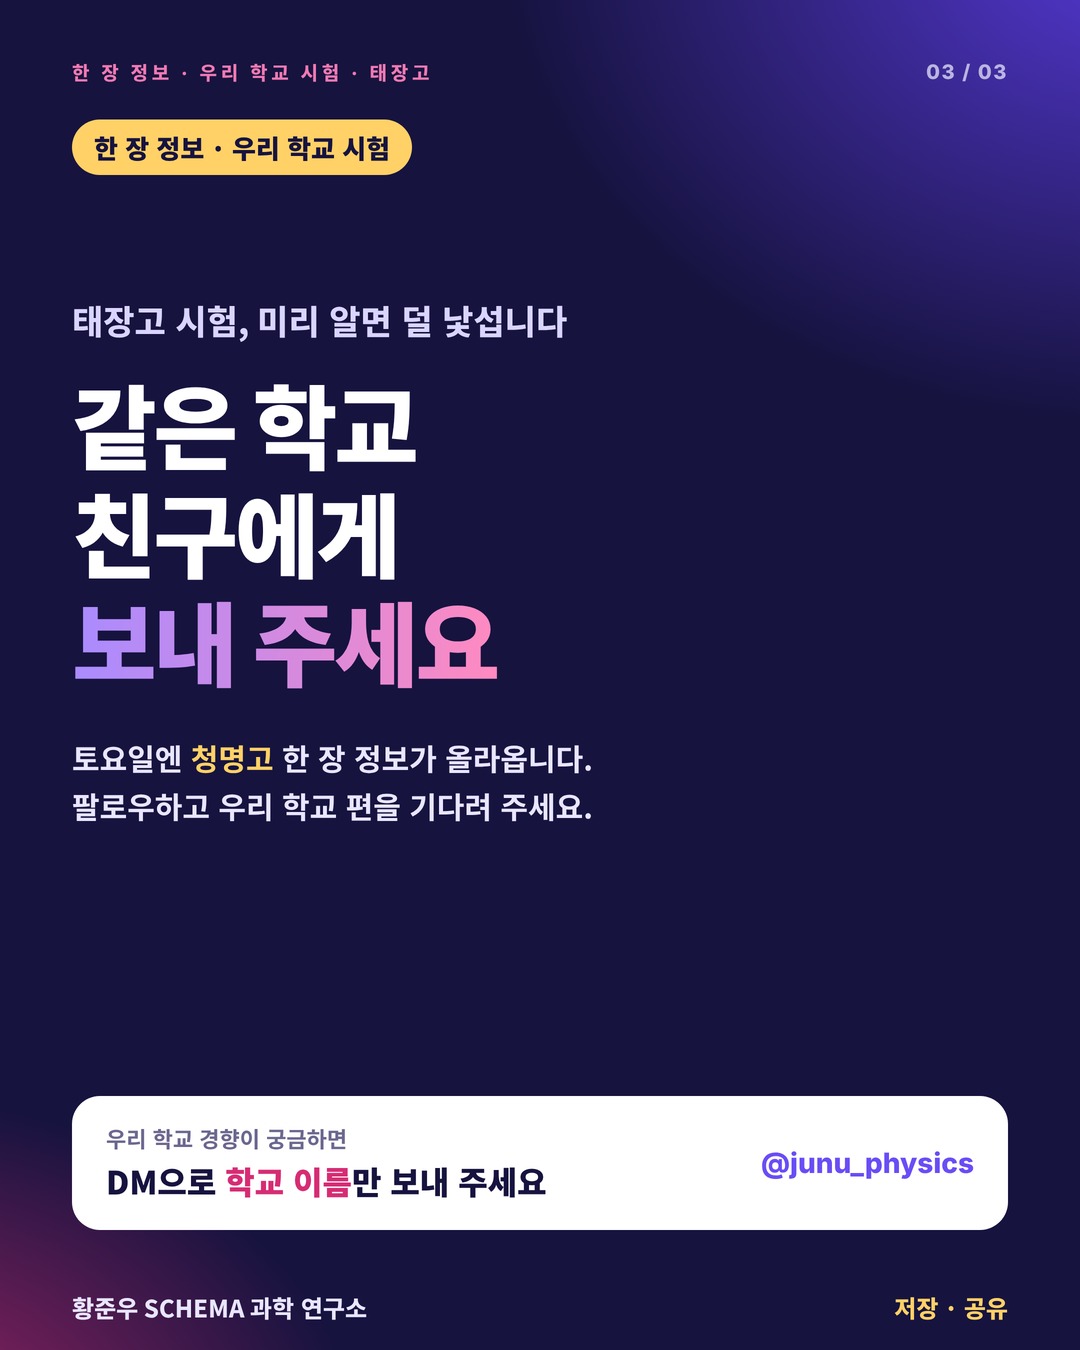 한 장 정보 · 우리 학교 시험 · 태장고
03 / 03
한 장 정보 · 우리 학교 시험
태장고 시험, 미리 알면 덜 낯섭니다
같은 학교
친구에게
보내 주세요
토요일엔 청명고 한 장 정보가 올라옵니다.
팔로우하고 우리 학교 편을 기다려 주세요.
우리 학교 경향이 궁금하면
DM으로 학교 이름만 보내 주세요
@junu_physics
황준우 SCHEMA 과학 연구소
저장 · 공유